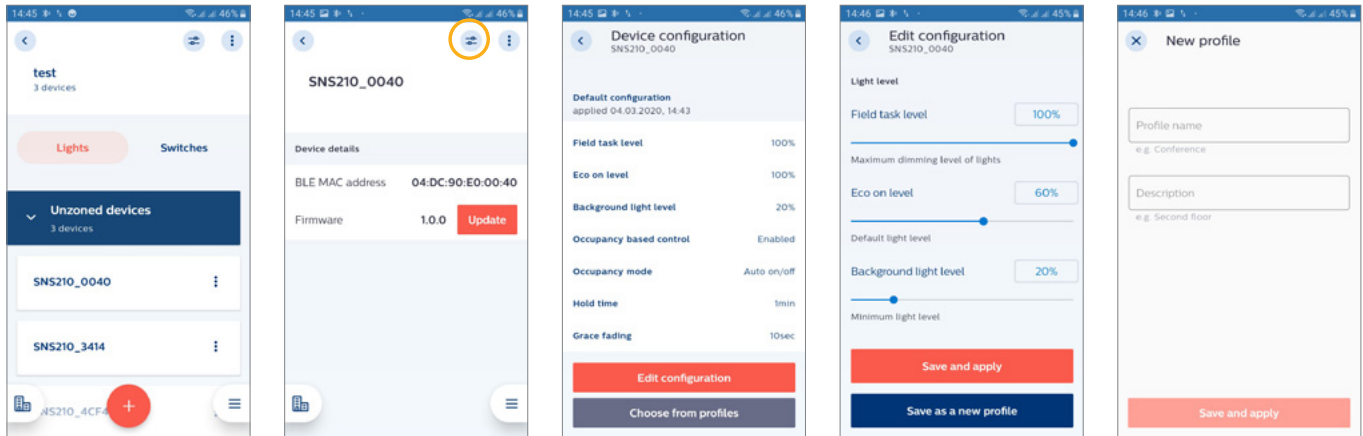 14:45
46%
test
3 devices
Lights
Switches
Unzoned devices
3 devices
SNS210_0040
SNS210_3414
NS210_4CF4
+
14:45
46%
SNS210_0040
Device details
BLE MAC address 04:DC:90:E0:00:40
Firmware 1.0.0 Update
14:45
46%
Device configuration
SNS210_0040
Default configuration
applied 04.03.2020, 14:43
Field task level 100%
Eco on level 100%
Background light level 20%
Occupancy based control Enabled
Occupancy mode Auto on/off
Hold time 1min
Grace fading 10sec
Edit configuration
Choose from profiles
14:46
45%
Edit configuration
SNS210_0040
Light level
Field task level 100%
Maximum dimming level of lights
Eco on level 60%
Default light level
Background light level 20%
Minimum light level
Save and apply
Save as a new profile
14:46
45%
New profile
Profile name
e.g. Conference
Description
e.g. Second floor
Save and apply